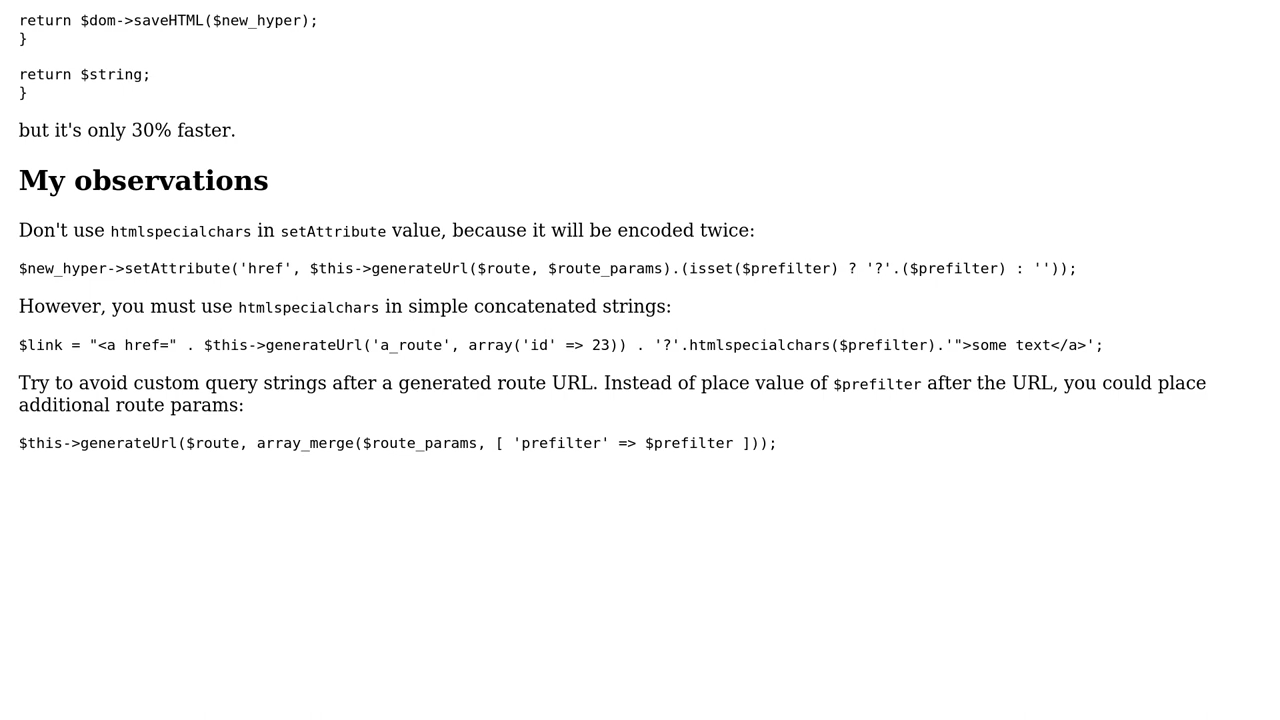 return $dom->saveHTML($new_hyper);
}
return $string;
}
but it's only 30% faster.
My observations
Don't use htmlspecialchars in setAttribute value, because it will be encoded twice:
$new_hyper->setAttribute('href', $this->generateUrl($route, $route_params).(isset($prefilter) ? '?'.($prefilter) : ''));
However, you must use htmlspecialchars in simple concatenated strings:
$link = "<a href=" . $this->generateUrl('a_route', array('id' => 23)) . '?'.htmlspecialchars($prefilter).'">some text</a>';
Try to avoid custom query strings after a generated route URL. Instead of place value of $prefilter after the URL, you could place
additional route params:
$this->generateUrl($route, array_merge($route_params, [ 'prefilter' => $prefilter ]));